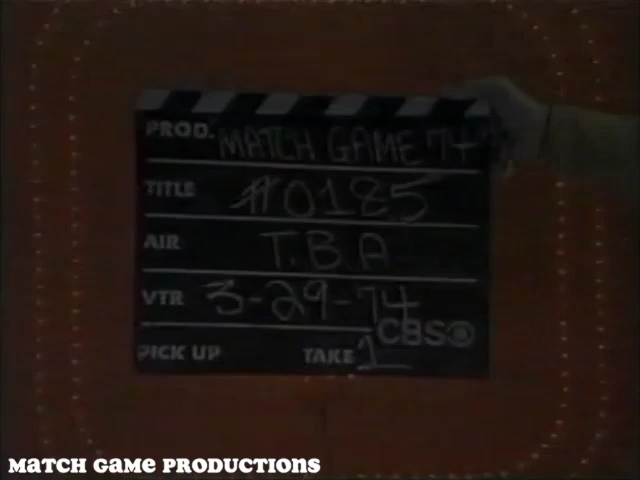 PROD. MATCH GAME 74
TITLE #0185
AIR T.B.A
VTR 3-29-74
CBS
PICK UP TAKE 1
MATCH GAME PRODUCTIONS